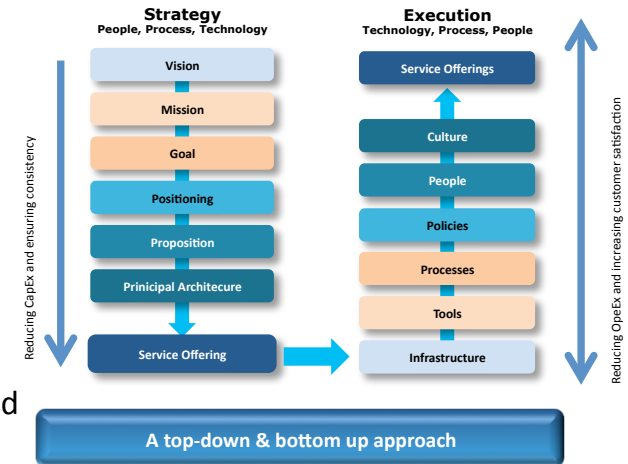 Strategy
People, Process, Technology
Vision
Mission
Goal
Positioning
Proposition
Prinicipal Architecure
Service Offering
Reducing CapEx and ensuring consistency
Execution
Technology, Process, People
Service Offerings
Culture
People
Policies
Processes
Tools
Infrastructure
Reducing OpeEx and increasing customer satisfaction
d
A top-down & bottom up approach